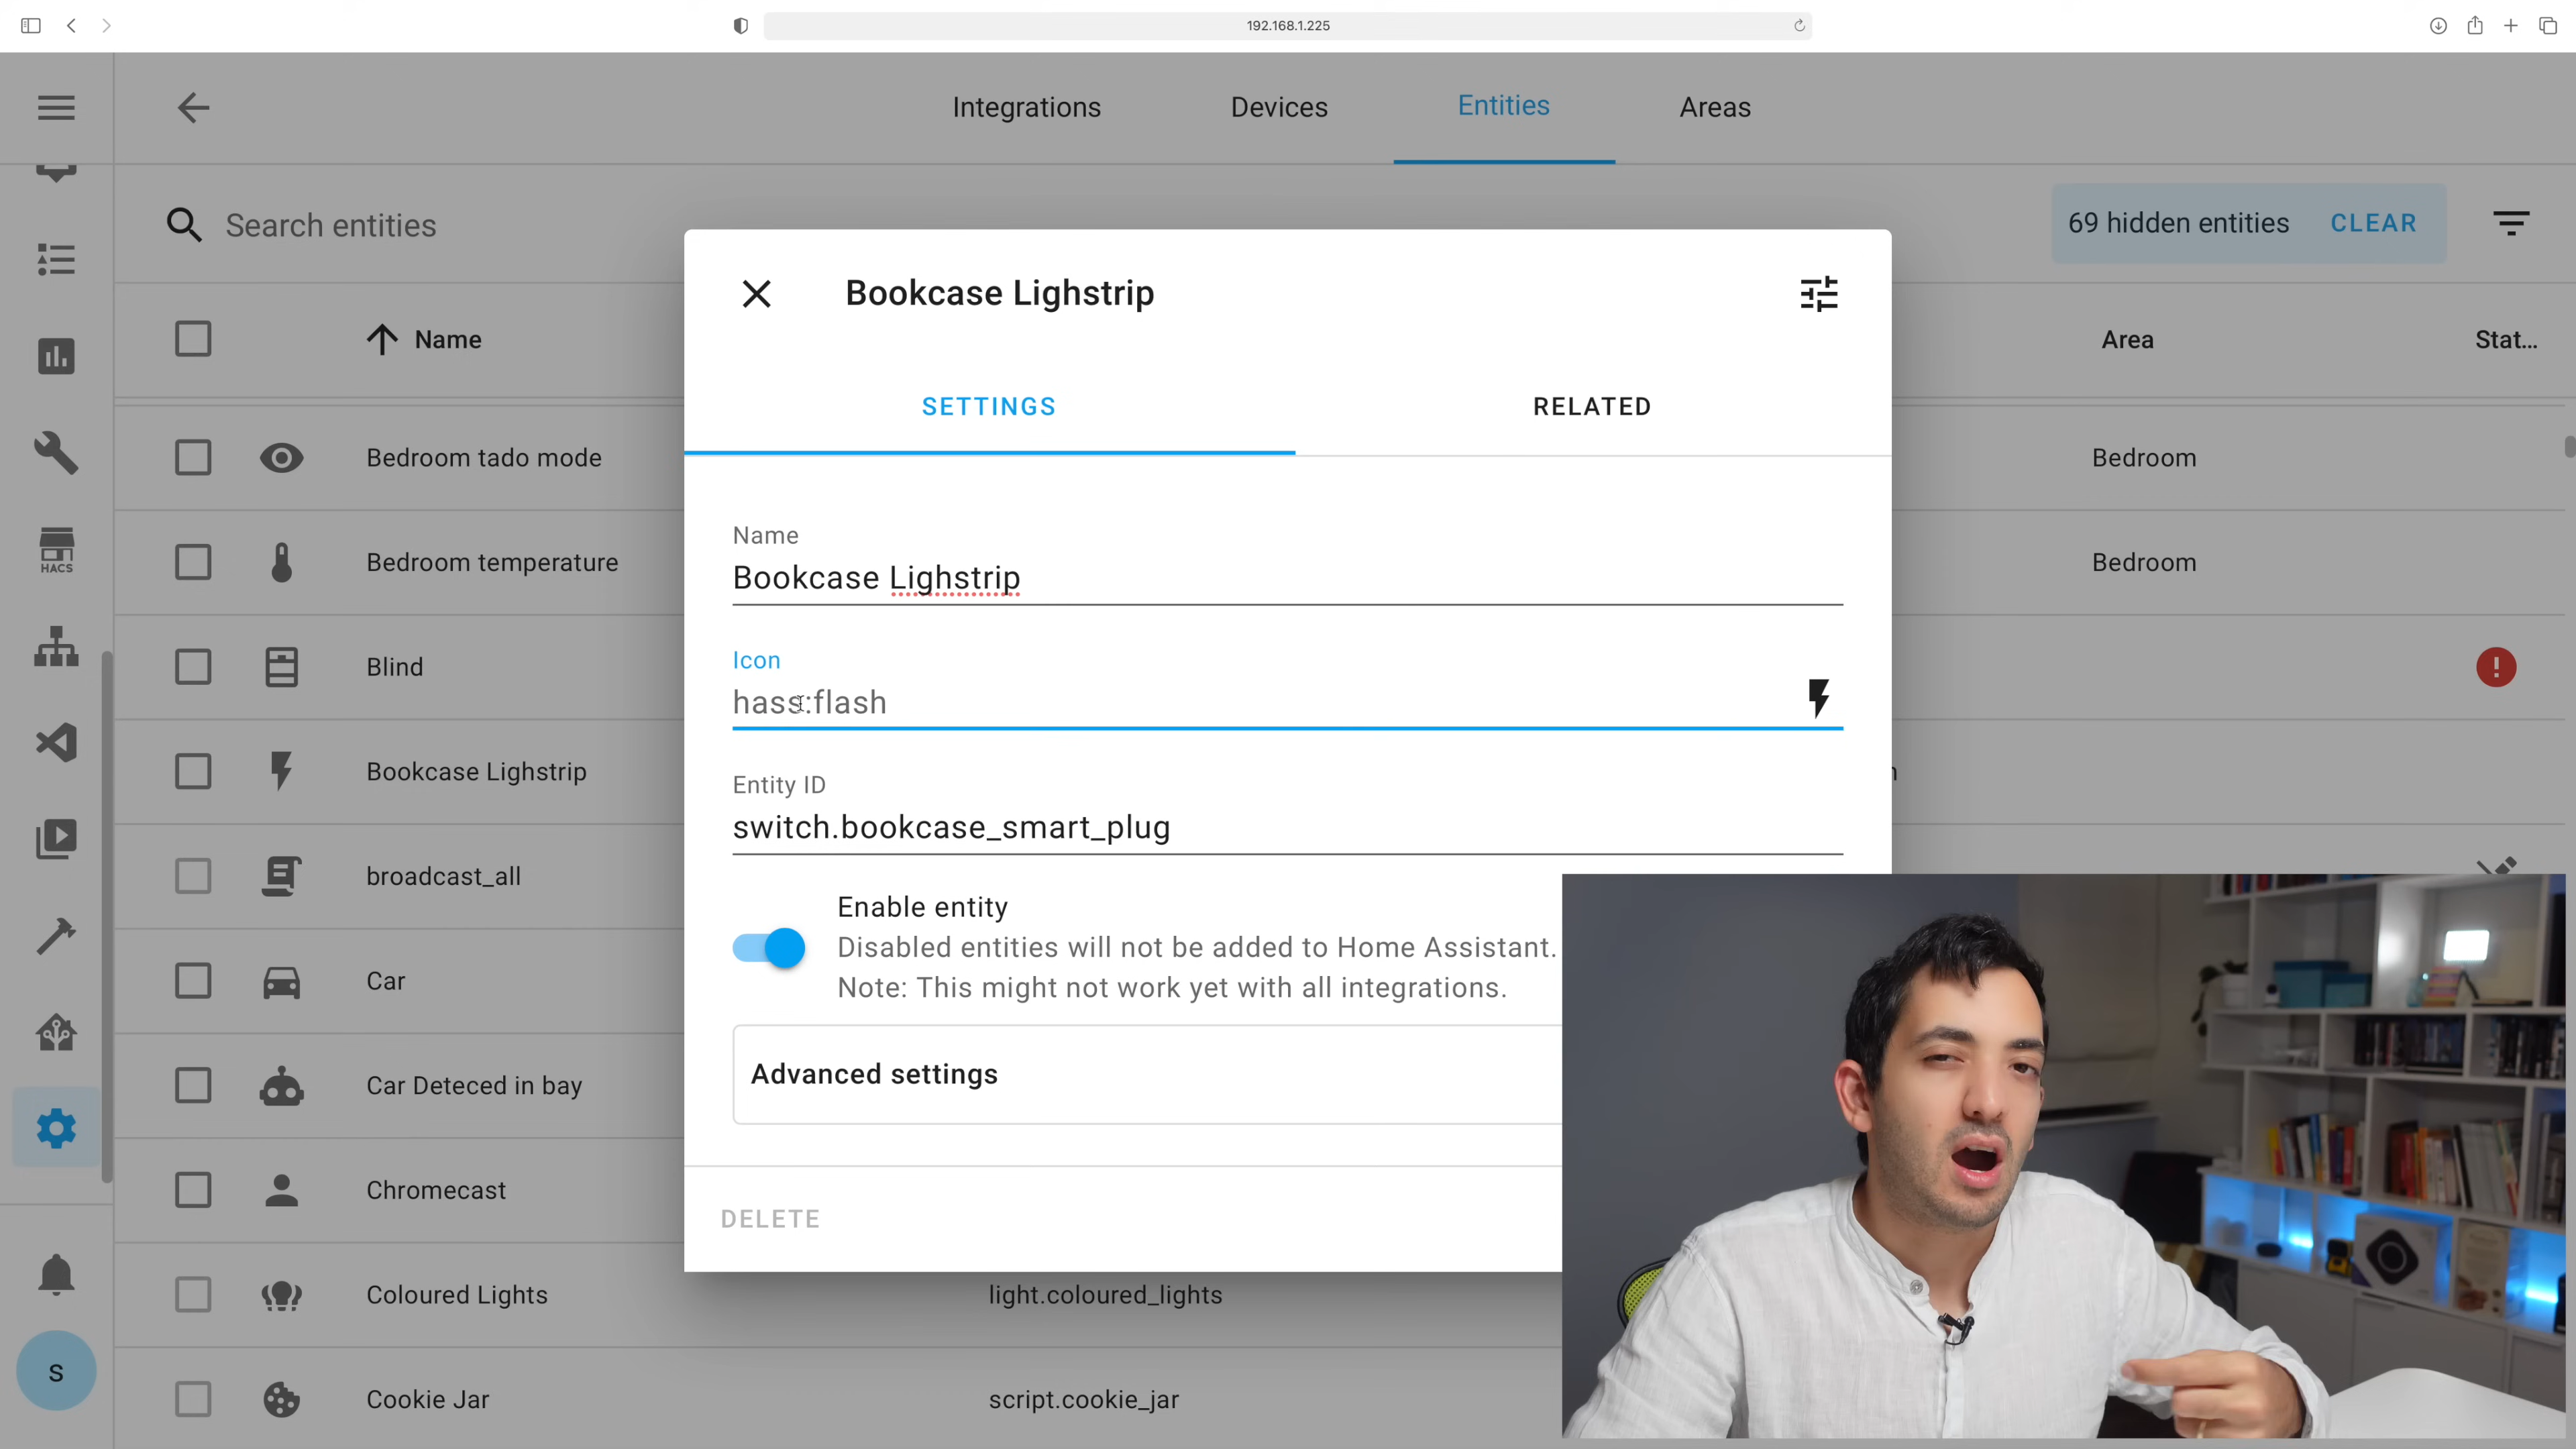 192.168.1.225
Integrations
Devices
Entities
Areas
Search entities
69 hidden entities
CLEAR
Name
Area
Stat...
Bedroom tado mode
Bedroom
Bedroom temperature
Bedroom
Blind
Bookcase Lighstrip
broadcast_all
Car
Car Deteced in bay
Chromecast
Coloured Lights
light.coloured_lights
Cookie Jar
script.cookie_jar
HACS
S
Bookcase Lighstrip
SETTINGS
RELATED
Name
Bookcase Lighstrip
Icon
hass:flash
Entity ID
switch.bookcase_smart_plug
Enable entity
Disabled entities will not be added to Home Assistant.
Note: This might not work yet with all integrations.
Advanced settings
DELETE